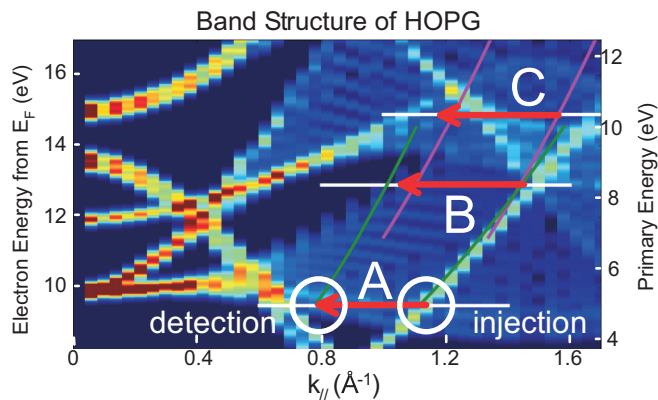 Band Structure of HOPG
Electron Energy from E_F (eV)
16
14
12
10
12
10
8
6
4
Primary Energy (eV)
C
B
A
detection
injection
0
0.4
0.8
1.2
1.6
k_// (Å⁻¹)